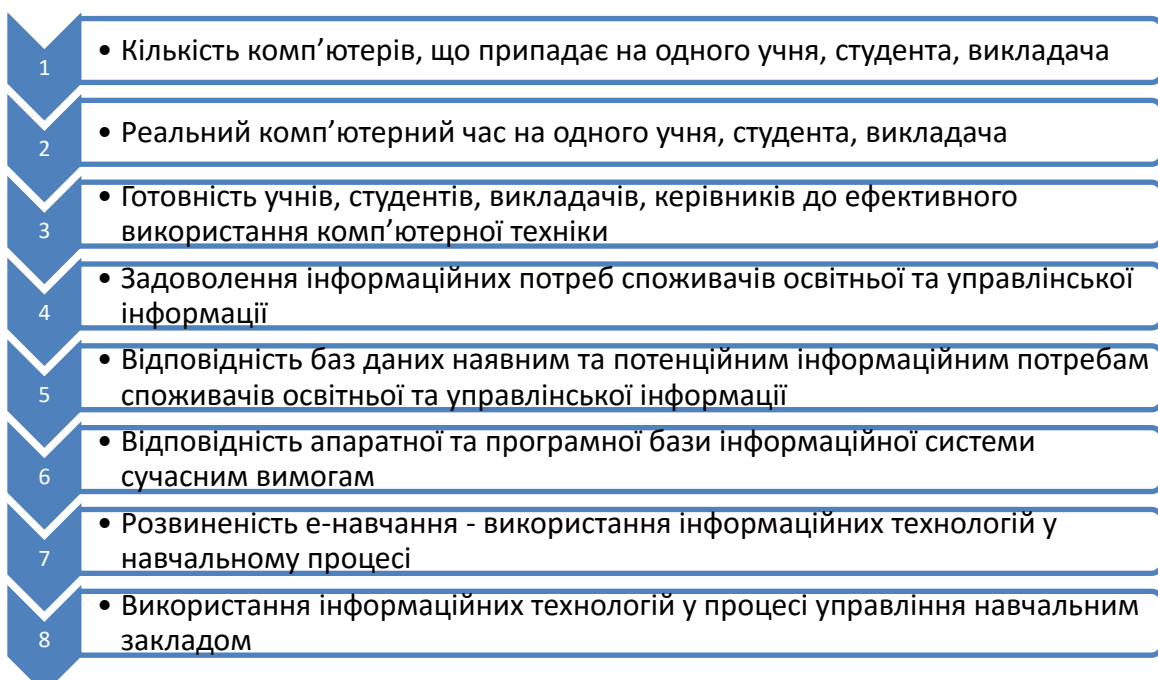 1
• Кількість комп’ютерів, що припадає на одного учня, студента, викладача
2
• Реальний комп’ютерний час на одного учня, студента, викладача
3
• Готовність учнів, студентів, викладачів, керівників до ефективного
використання комп’ютерної техніки
4
• Задоволення інформаційних потреб споживачів освітньої та управлінської
інформації
5
• Відповідність баз даних наявним та потенційним інформаційним потребам
споживачів освітньої та управлінської інформації
6
• Відповідність апаратної та програмної бази інформаційної системи
сучасним вимогам
7
• Розвиненість е-навчання - використання інформаційних технологій у
навчальному процесі
8
• Використання інформаційних технологій у процесі управління навчальним
закладом